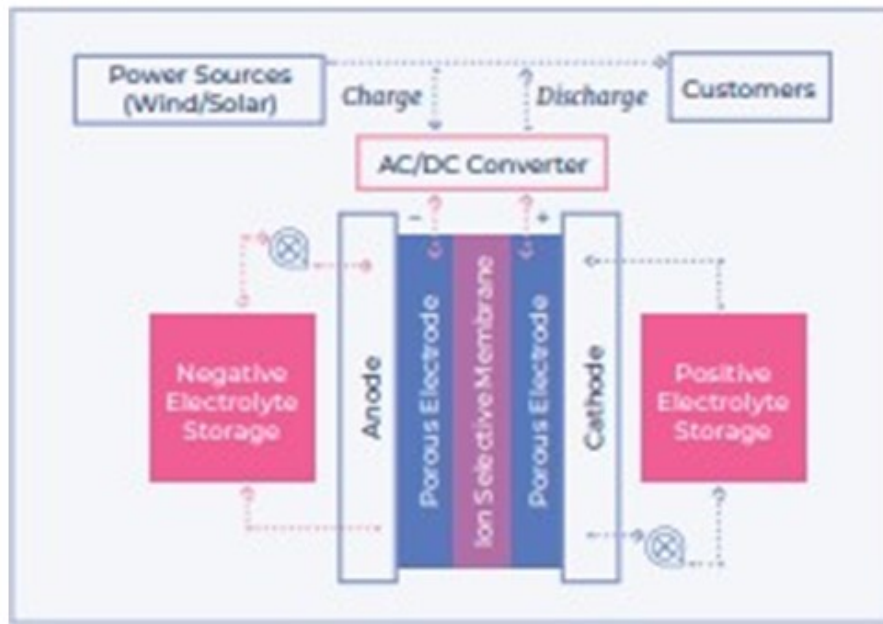 Power Sources
(Wind/Solar)
Charge
Discharge
Customers
AC/DC Converter
-
+
Negative
Electrolyte
Storage
Anode
Porous Electrode
Ion Selective Membrane
Porous Electrode
Cathode
Positive
Electrolyte
Storage